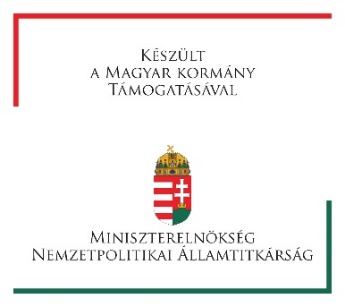 Készült
a Magyar kormány
Támogatásával
Miniszterelnökség
Nemzetpolitikai Államtitkárság